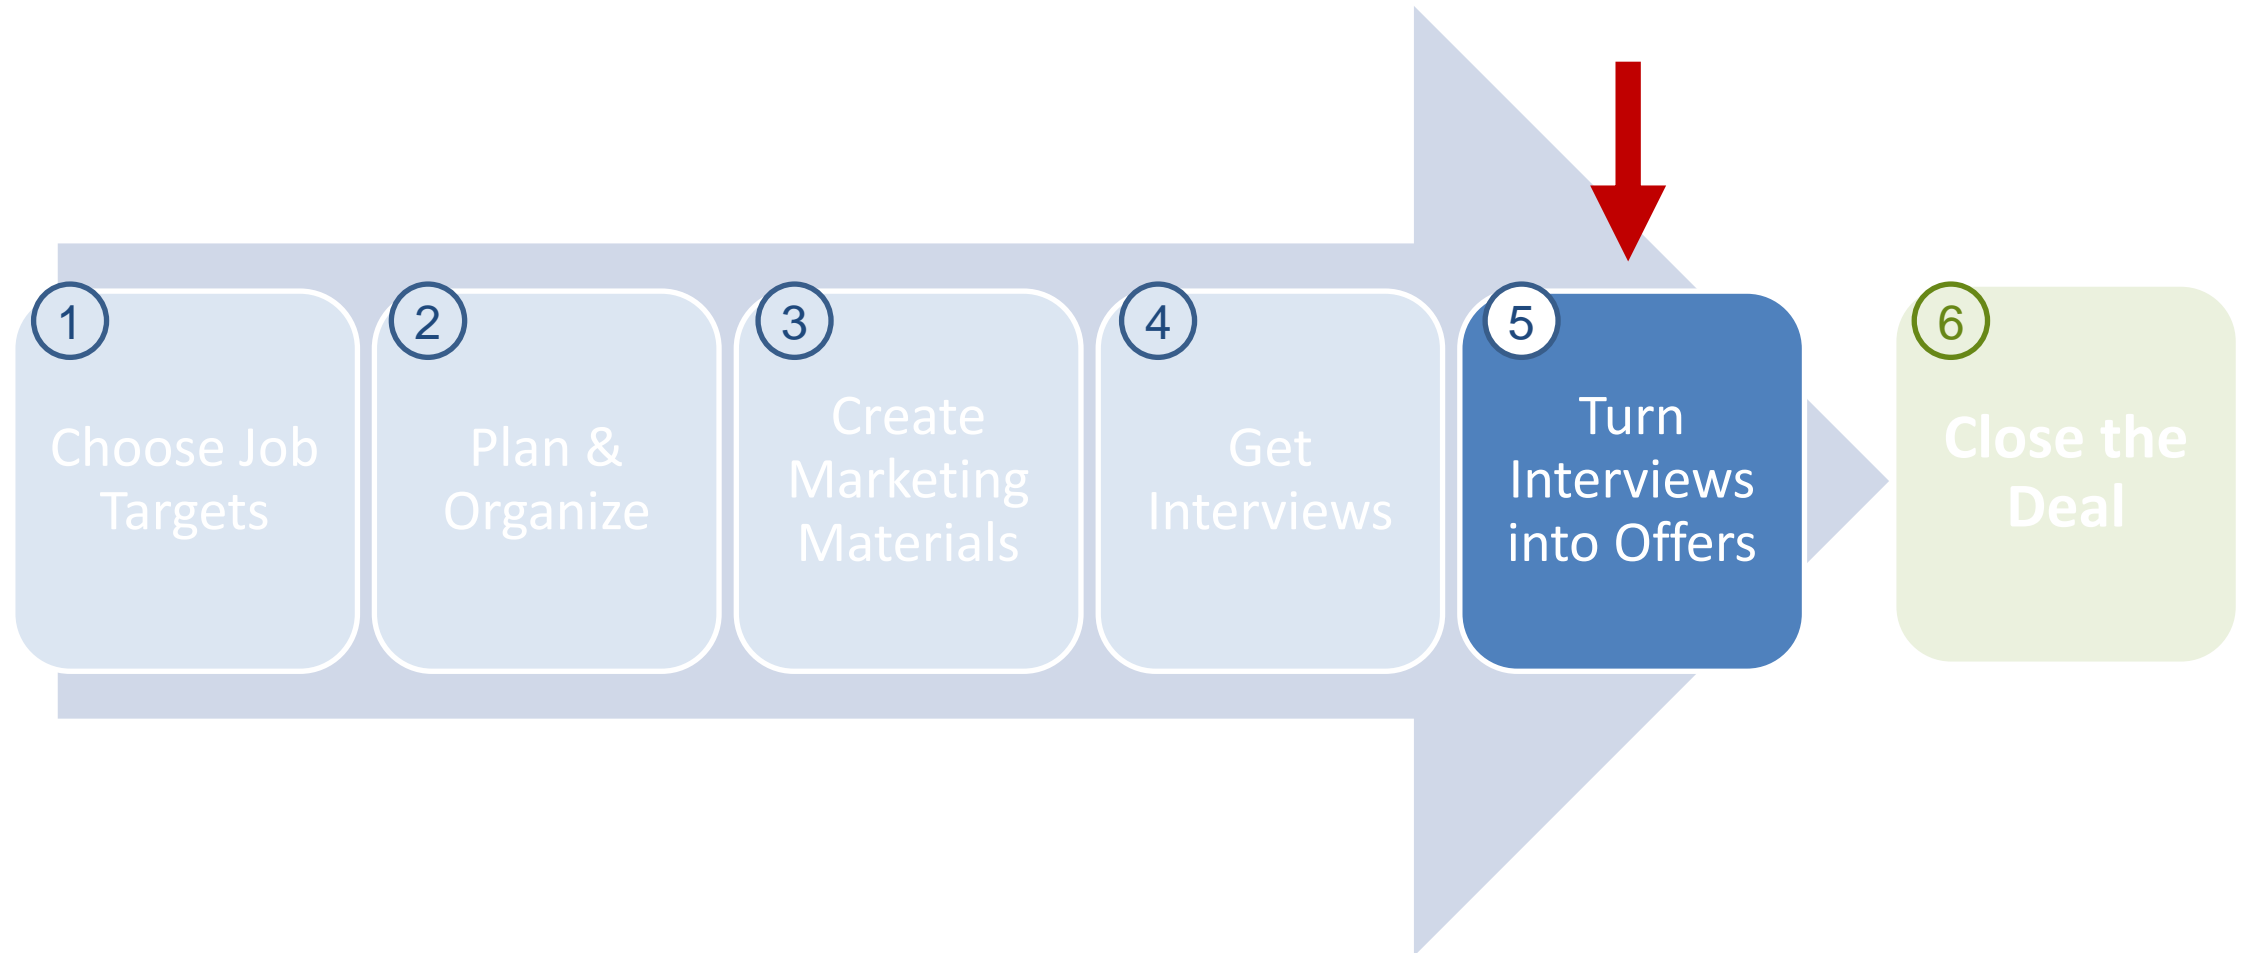 1
Choose Job
Targets
2
Plan &
Organize
3
Create
Marketing
Materials
4
Get
Interviews
5
Turn
Interviews
into Offers
6
Close the
Deal